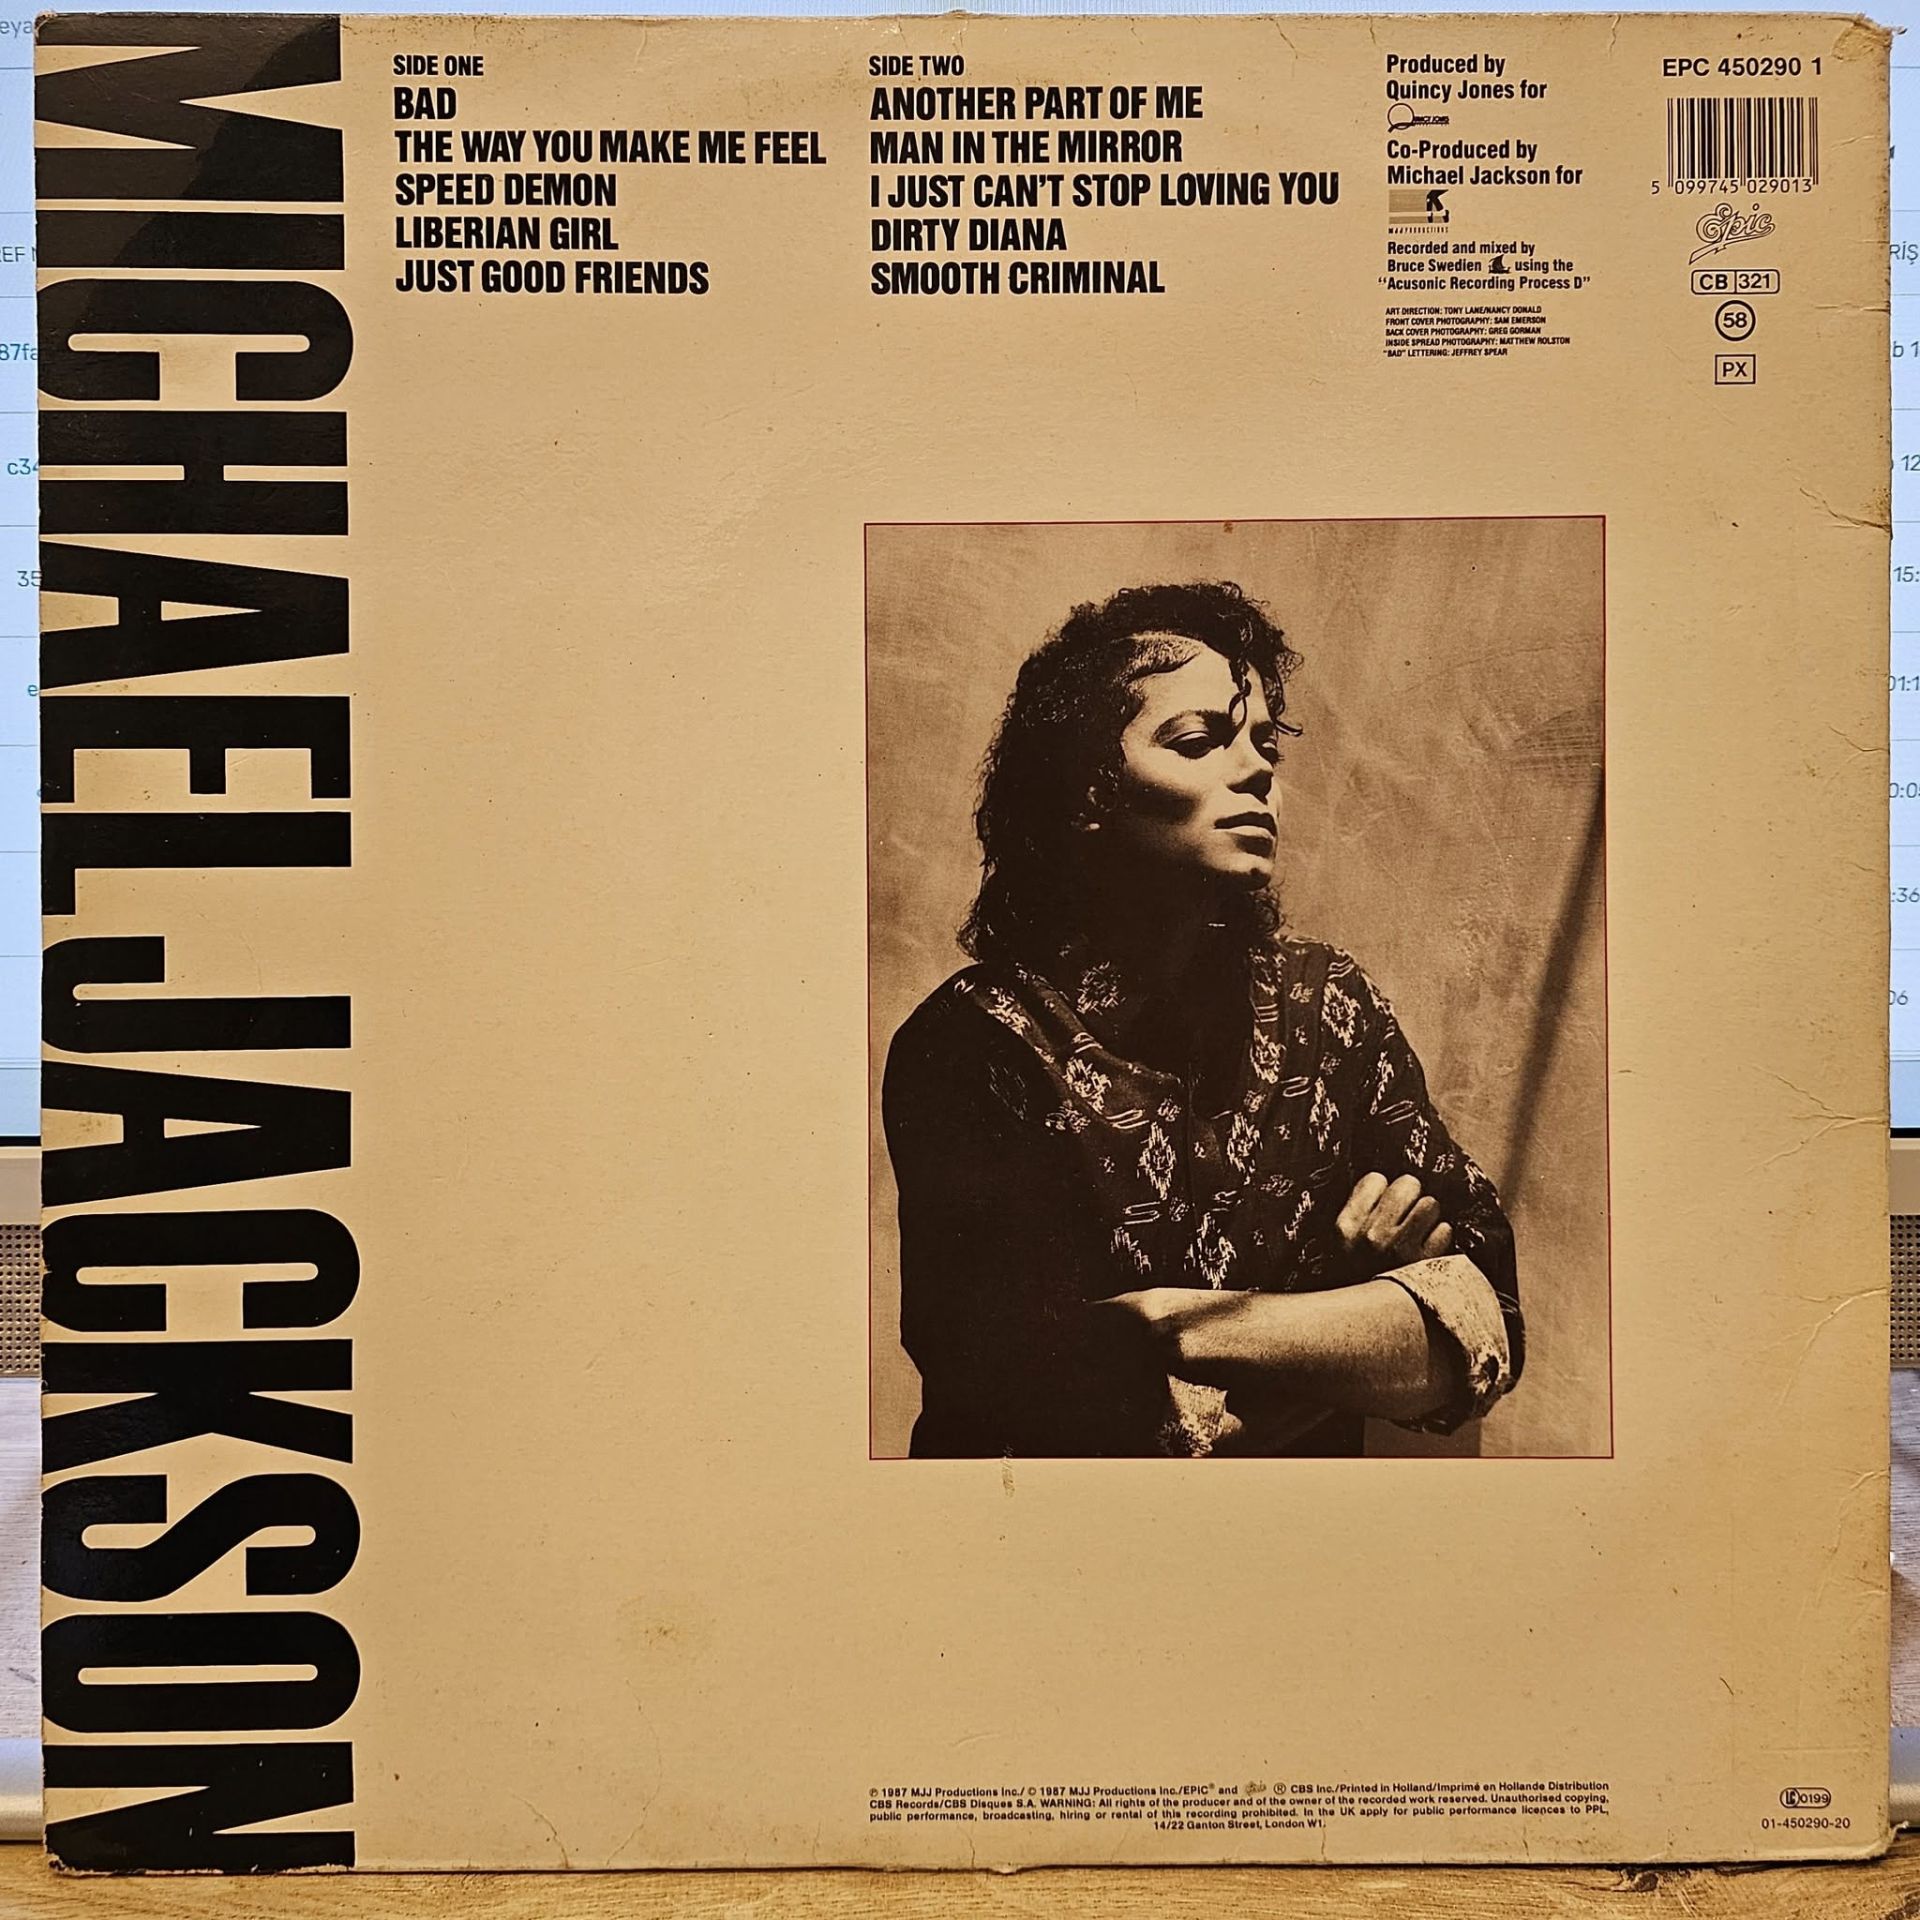 MICHAEL JACKSON
SIDE ONE
BAD
THE WAY YOU MAKE ME FEEL
SPEED DEMON
LIBERIAN GIRL
JUST GOOD FRIENDS
SIDE TWO
ANOTHER PART OF ME
MAN IN THE MIRROR
I JUST CAN'T STOP LOVING YOU
DIRTY DIANA
SMOOTH CRIMINAL
Produced by
Quincy Jones for
QUINCY JONES
Co-Produced by
Michael Jackson for
MJJ PRODUCTIONS
Recorded and mixed by
Bruce Swedien using the
"Acusonic Recording Process D"
ART DIRECTION: TONY LANE/NANCY DONALD
FRONT COVER PHOTOGRAPHY: SAM EMERSON
BACK COVER PHOTOGRAPHY: GREG GORMAN
INSIDE SPREAD PHOTOGRAPHY: MATTHEW ROLSTON
"BAD" LETTERING: JEFFREY SPEAR
EPC 450290 1
5 099745 029013
Epic
CB 321
58
PX
℗ 1987 MJJ Productions Inc./ © 1987 MJJ Productions Inc./EPIC® and Epic ® CBS Inc./Printed in Holland/Imprimé en Hollande Distribution
CBS Records/CBS Disques S.A. WARNING: All rights of the producer and of the owner of the recorded work reserved. Unauthorised copying,
public performance, broadcasting, hiring or rental of this recording prohibited. In the UK apply for public performance licences to PPL,
14/22 Ganton Street, London W1.
LC 0199
01-450290-20